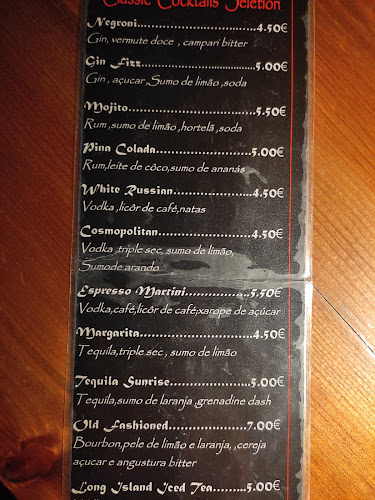 Classic Cocktails Seletion
Negroni..............................4.50€
Gin, vermute doce , campari bitter
Gin Fizz..............................5.00€
Gin , açucar Sumo de limão ,soda
Mojito..............................5.50€
Rum ,sumo de limão ,hortelã ,soda
Pina Colada......................5.00€
Rum,leite de côco,sumo de ananás
White Russian..................4.50€
Vodka ,licôr de café,natas
Cosmopolitan....................4.50€
Vodka ,triple sec, sumo de limão,
Sumode arando
Espresso Martini...............5.50€
Vodka,café,licôr de café;xarope de açúcar
Margarita........................4.50€
Tequila,triple sec , sumo de limão
Tequila Sunrise..................5.00€
Tequila,sumo de laranja ,grenadine dash
Old Fashioned..................7.00€
Bourbon,pele de limão e laranja, ,cereja
açucar e angustura bitter
Long Island Iced Tea.........5.00€